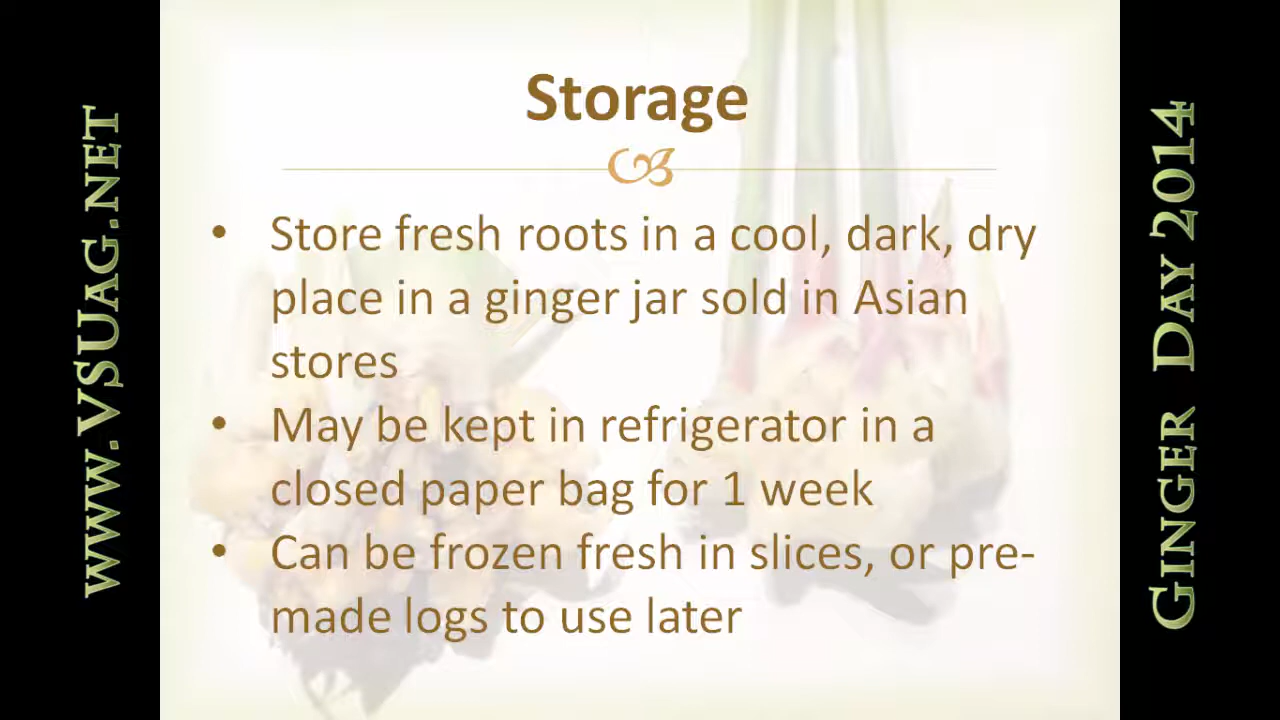 www.VSUAG.net
Storage
• Store fresh roots in a cool, dark, dry
place in a ginger jar sold in Asian
stores
• May be kept in refrigerator in a
closed paper bag for 1 week
• Can be frozen fresh in slices, or pre-
made logs to use later
Ginger Day 2014